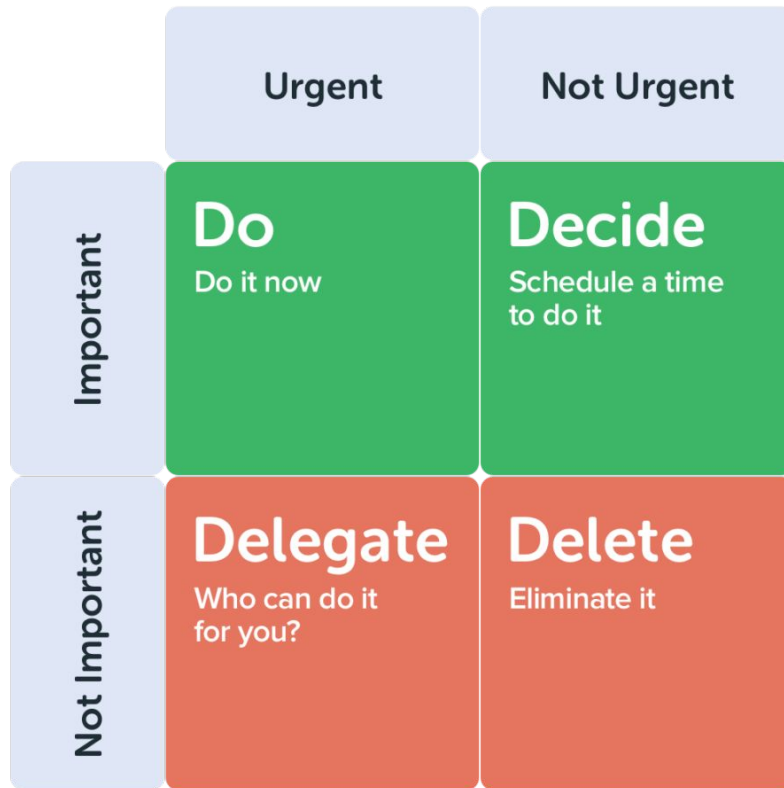 Urgent
Not Urgent
Important
Do
Do it now
Decide
Schedule a time
to do it
Not Important
Delegate
Who can do it
for you?
Delete
Eliminate it